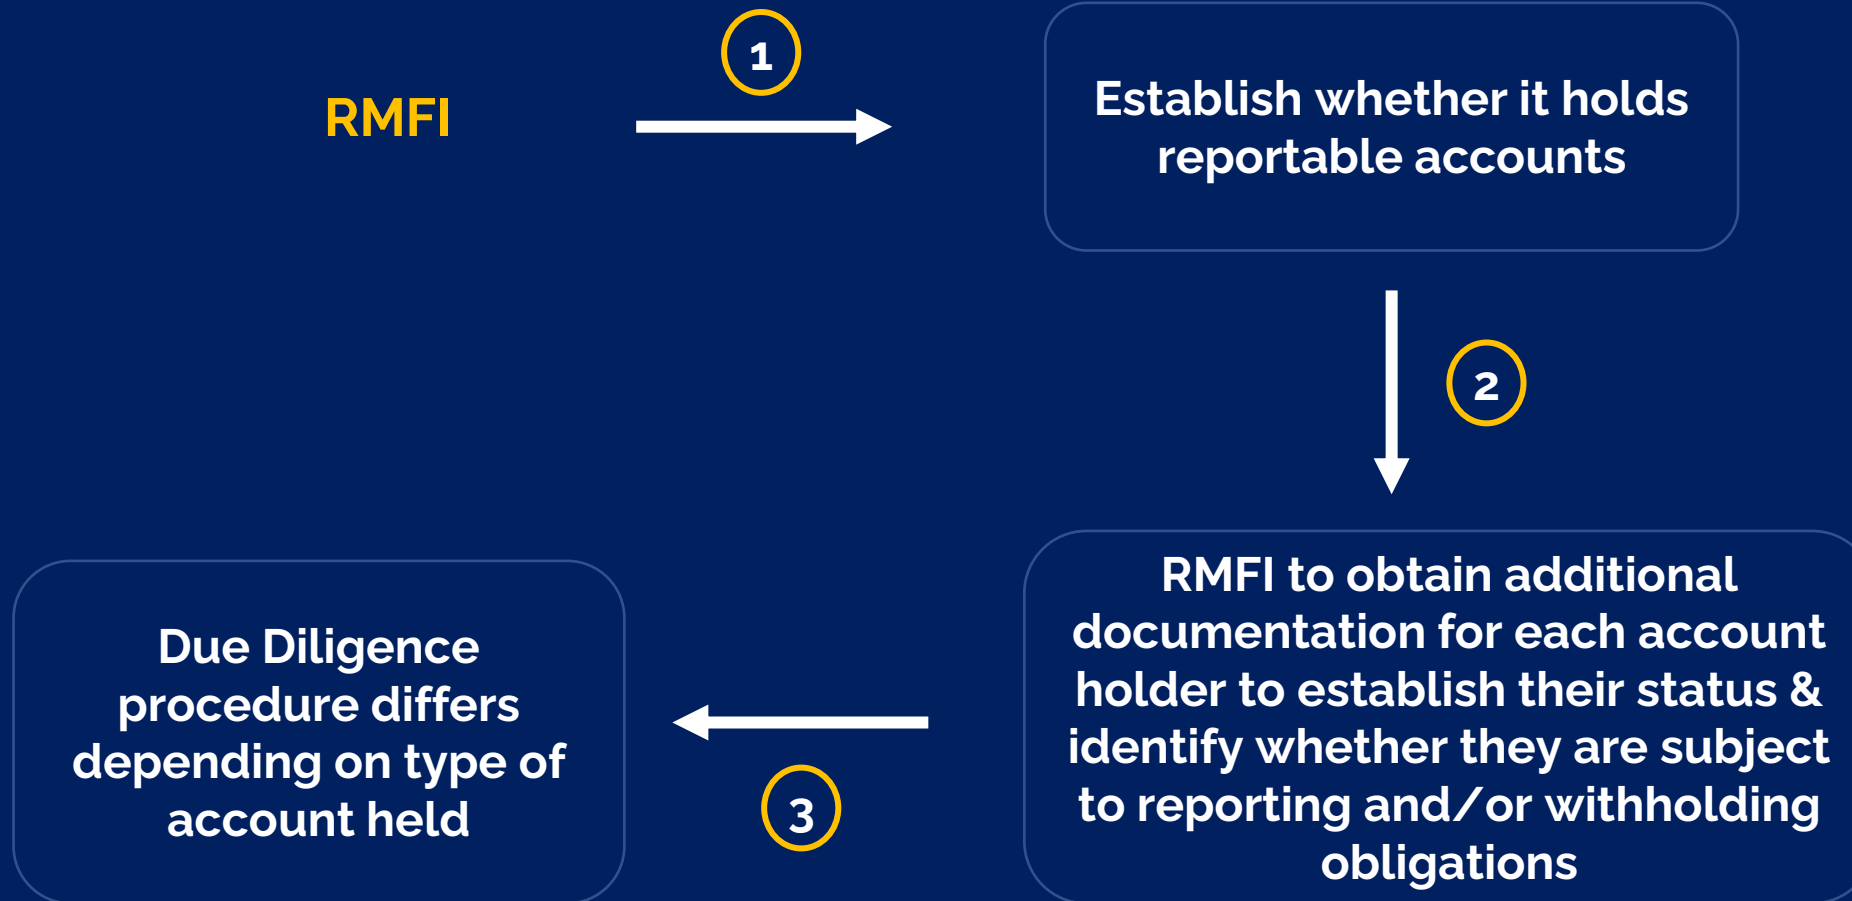 RMFI
1
Establish whether it holds
reportable accounts
2
RMFI to obtain additional
documentation for each account
holder to establish their status &
identify whether they are subject
to reporting and/or withholding
obligations
3
Due Diligence
procedure differs
depending on type of
account held